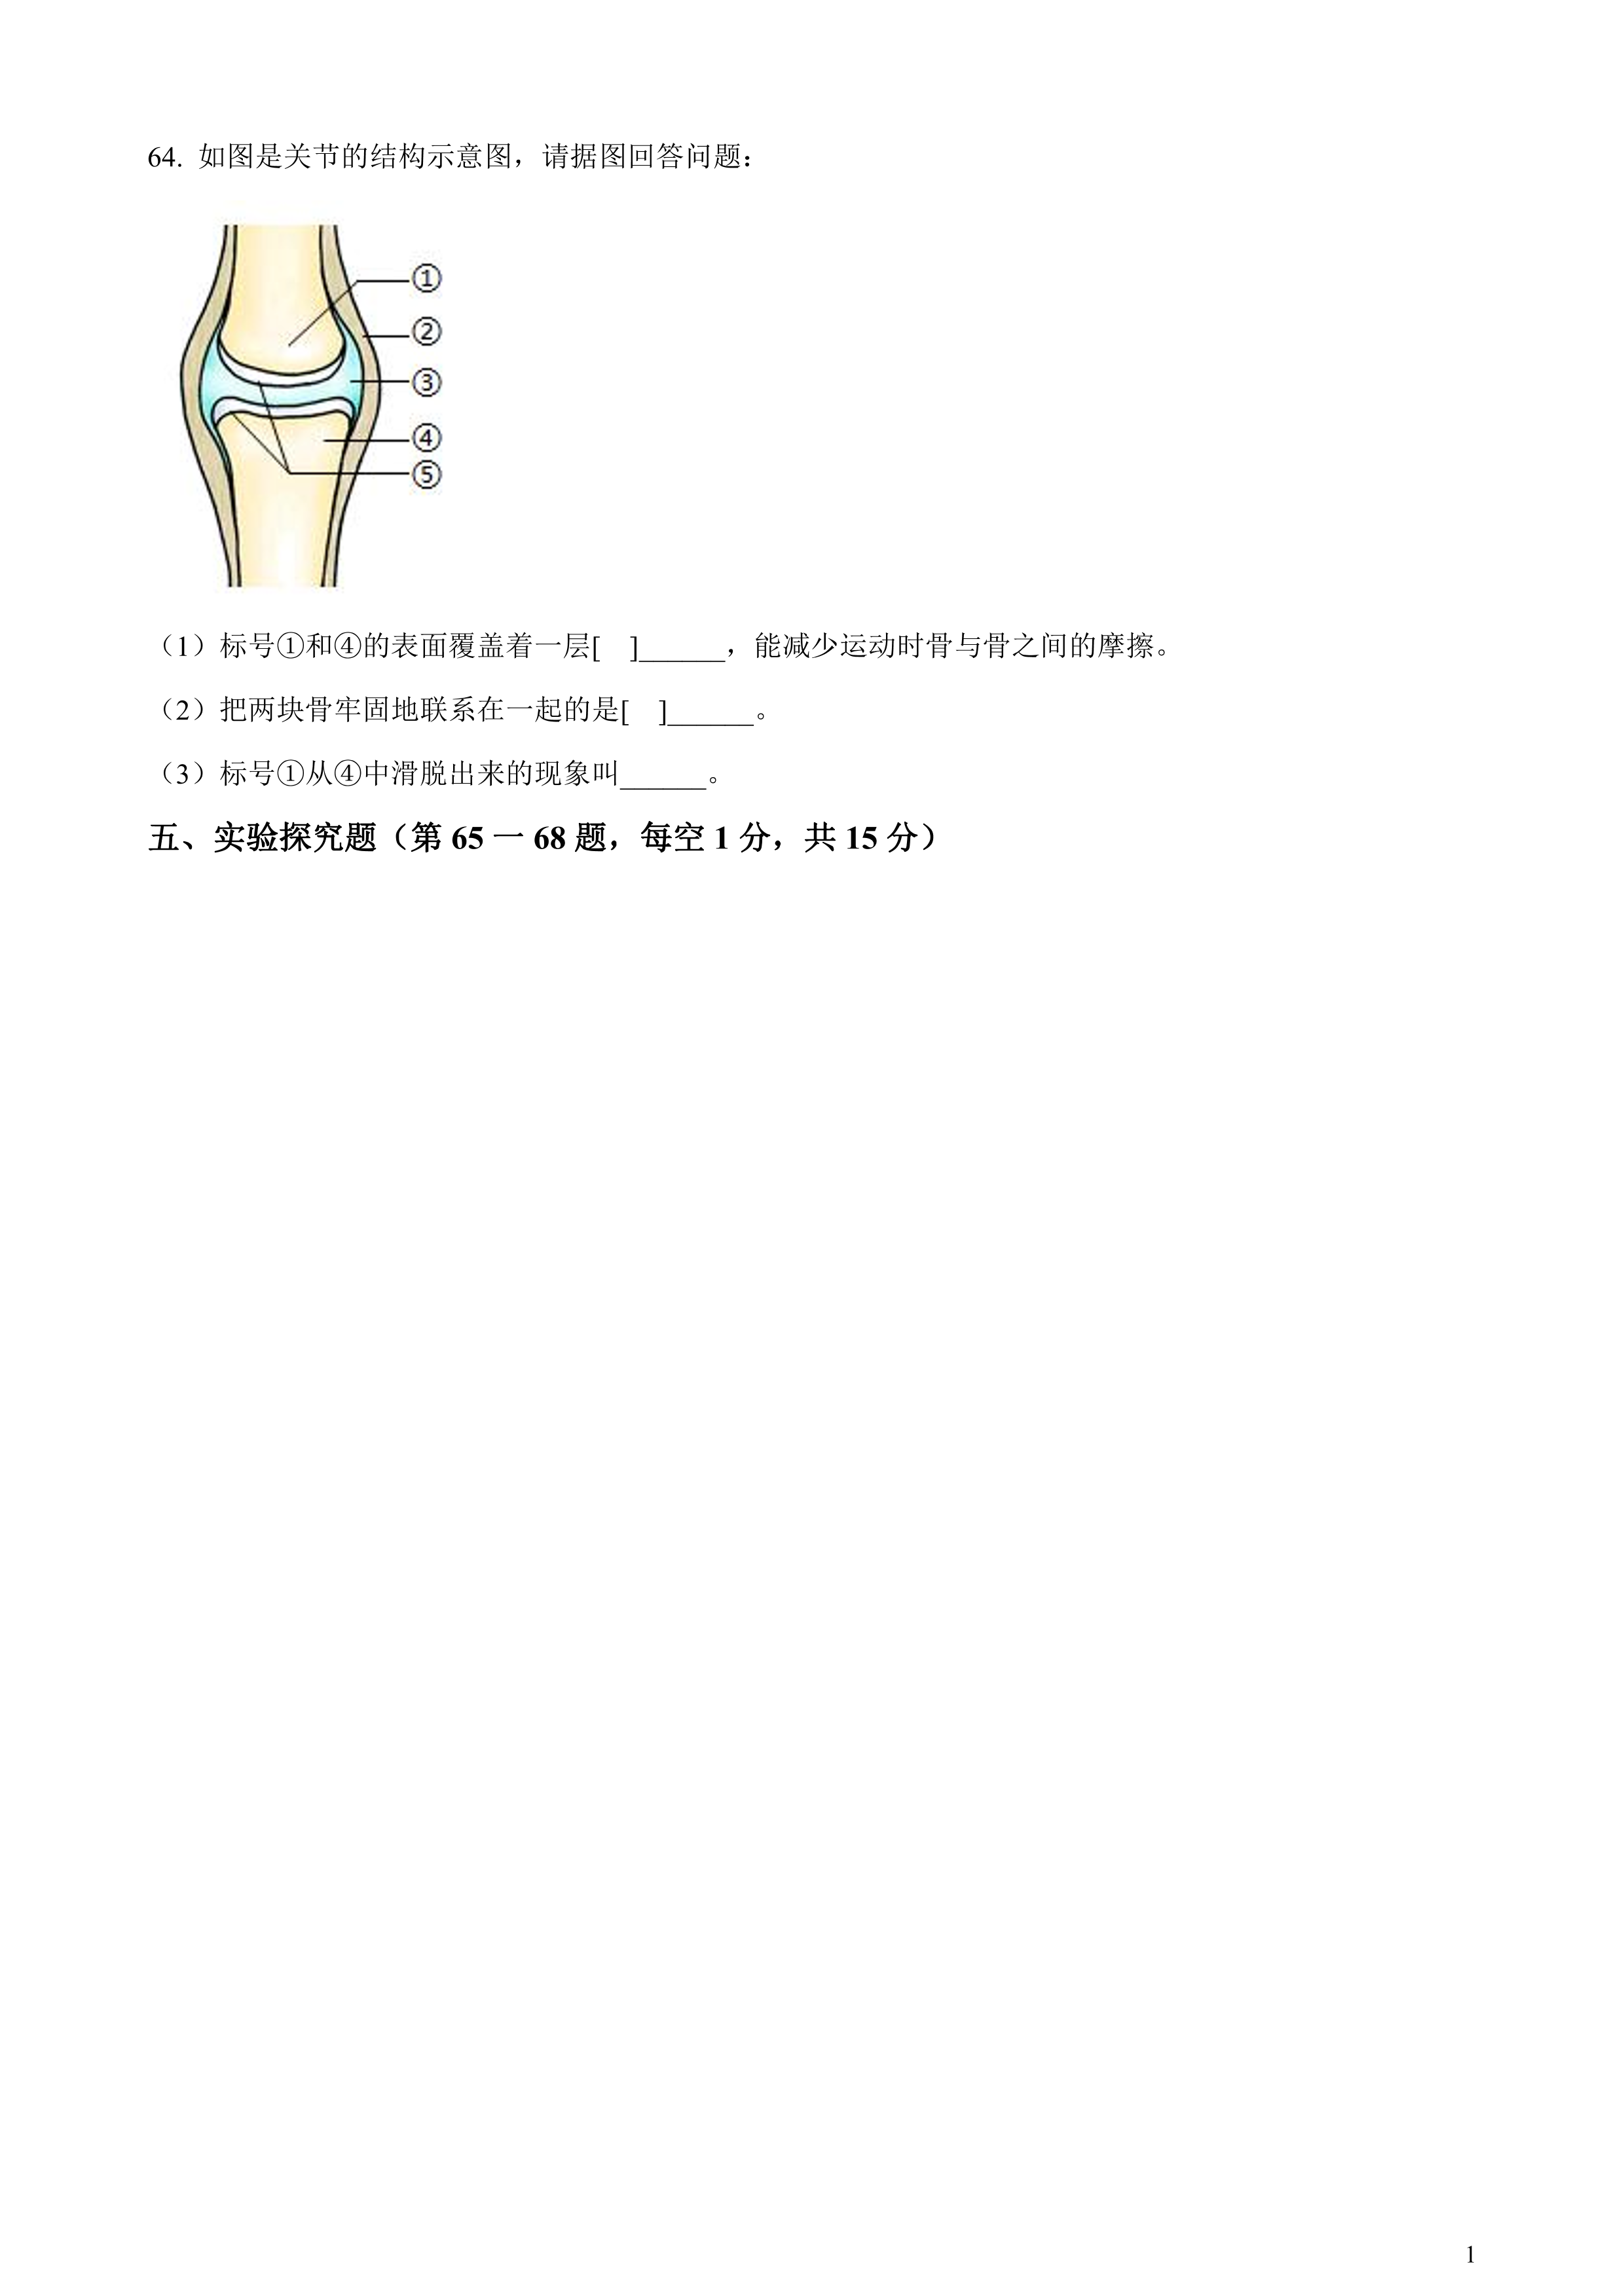 64. 如图是关节的结构示意图，请据图回答问题：
①
②
③
④
⑤
（1）标号①和④的表面覆盖着一层[　]______，能减少运动时骨与骨之间的摩擦。
（2）把两块骨牢固地联系在一起的是[　]______。
（3）标号①从④中滑脱出来的现象叫______。
五、实验探究题（第 65 一 68 题，每空 1 分，共 15 分）
1